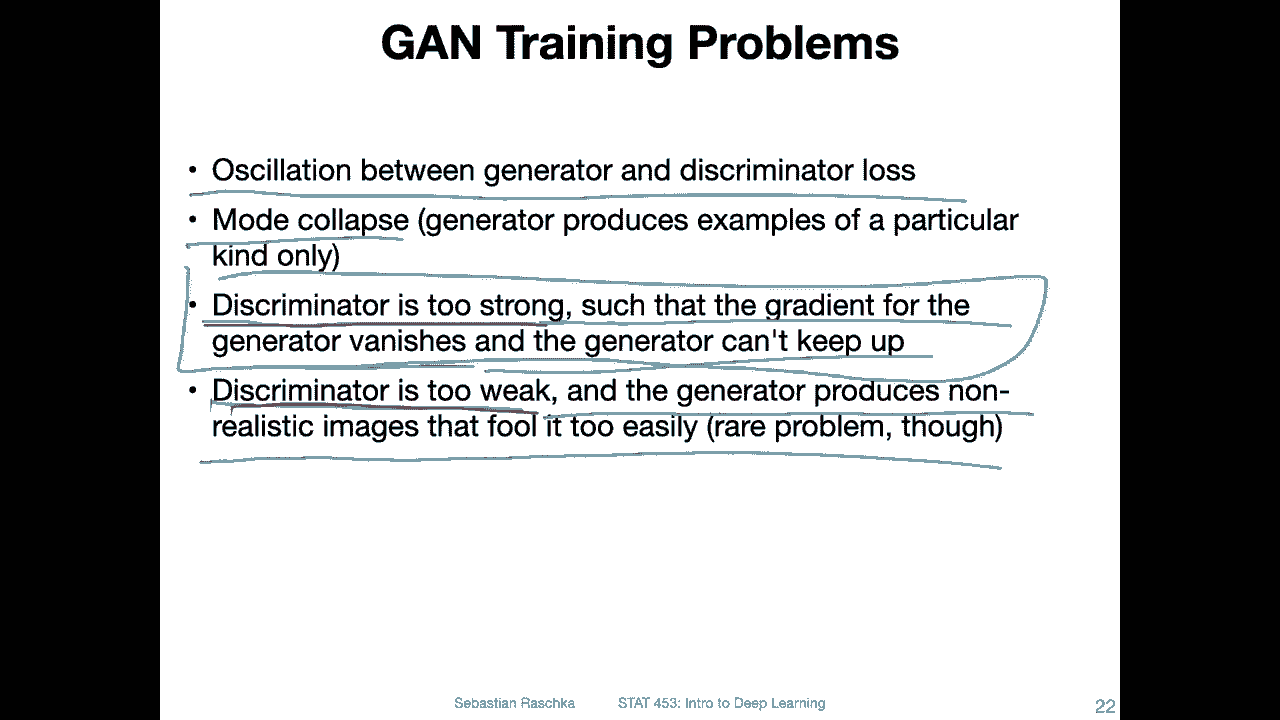 GAN Training Problems
• Oscillation between generator and discriminator loss
• Mode collapse (generator produces examples of a particular
kind only)
• Discriminator is too strong, such that the gradient for the
generator vanishes and the generator can't keep up
• Discriminator is too weak, and the generator produces non-
realistic images that fool it too easily (rare problem, though)
Sebastian Raschka STAT 453: Intro to Deep Learning 22